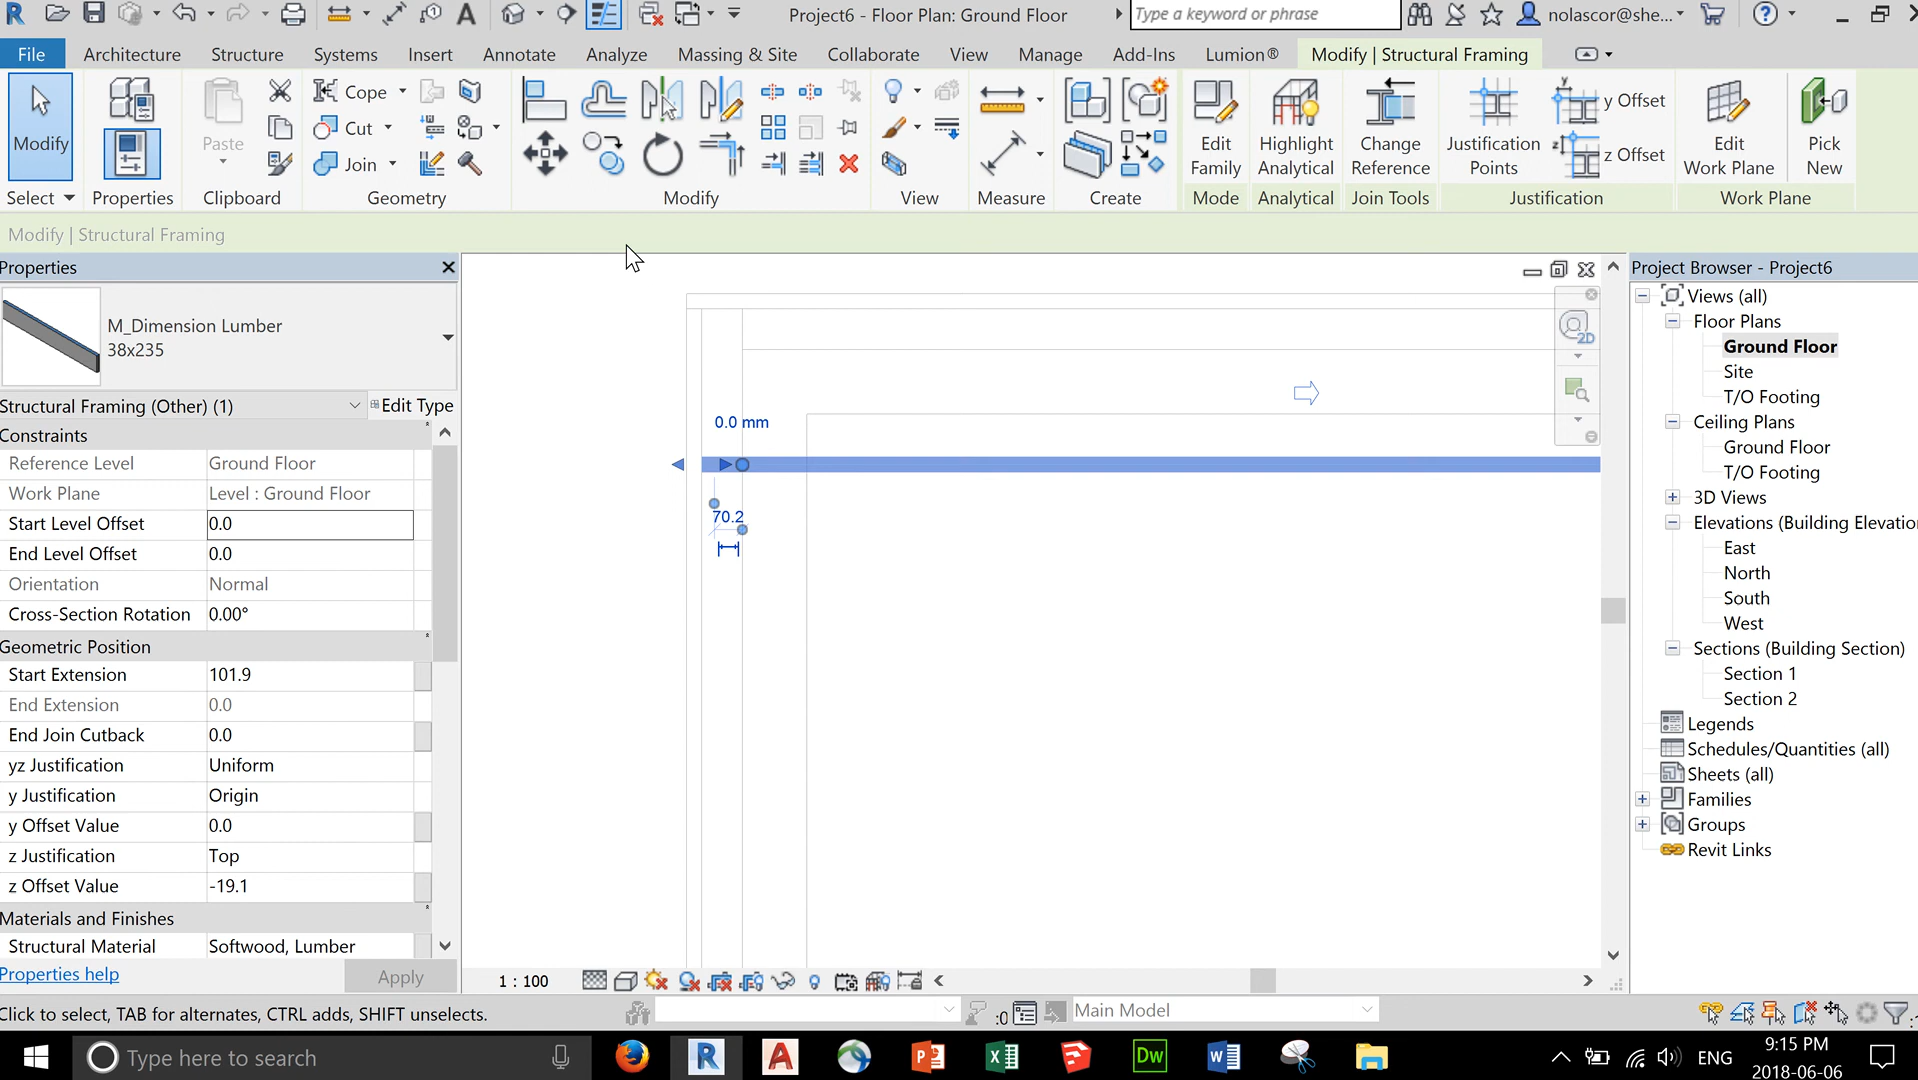 Project6 - Floor Plan: Ground Floor
Type a keyword or phrase
nolascor@she...
File Architecture Structure Systems Insert Annotate Analyze Massing & Site Collaborate View Manage Add-Ins Lumion® Modify | Structural Framing
Modify
Paste
Cope
Cut
Join
Edit Family
Highlight Analytical
Change Reference
Justification Points
y Offset
z Offset
Edit Work Plane
Pick New
Select Properties Clipboard Geometry Modify View Measure Create Mode Analytical Join Tools Justification Work Plane
Modify | Structural Framing
Properties
M_Dimension Lumber
38x235
Structural Framing (Other) (1) Edit Type
Constraints
Reference Level Ground Floor
Work Plane Level : Ground Floor
Start Level Offset 0.0
End Level Offset 0.0
Orientation Normal
Cross-Section Rotation 0.00°
Geometric Position
Start Extension 101.9
End Extension 0.0
End Join Cutback 0.0
yz Justification Uniform
y Justification Origin
y Offset Value 0.0
z Justification Top
z Offset Value -19.1
Materials and Finishes
Structural Material Softwood, Lumber
Properties help Apply
2D
0.0 mm
70.2
1 : 100
Project Browser - Project6
Views (all)
Floor Plans
Ground Floor
Site
T/O Footing
Ceiling Plans
Ground Floor
T/O Footing
3D Views
Elevations (Building Elevatio
East
North
South
West
Sections (Building Section)
Section 1
Section 2
Legends
Schedules/Quantities (all)
Sheets (all)
Families
Groups
Revit Links
Click to select, TAB for alternates, CTRL adds, SHIFT unselects.
:0
Main Model
Type here to search
Dw
ENG
9:15 PM
2018-06-06